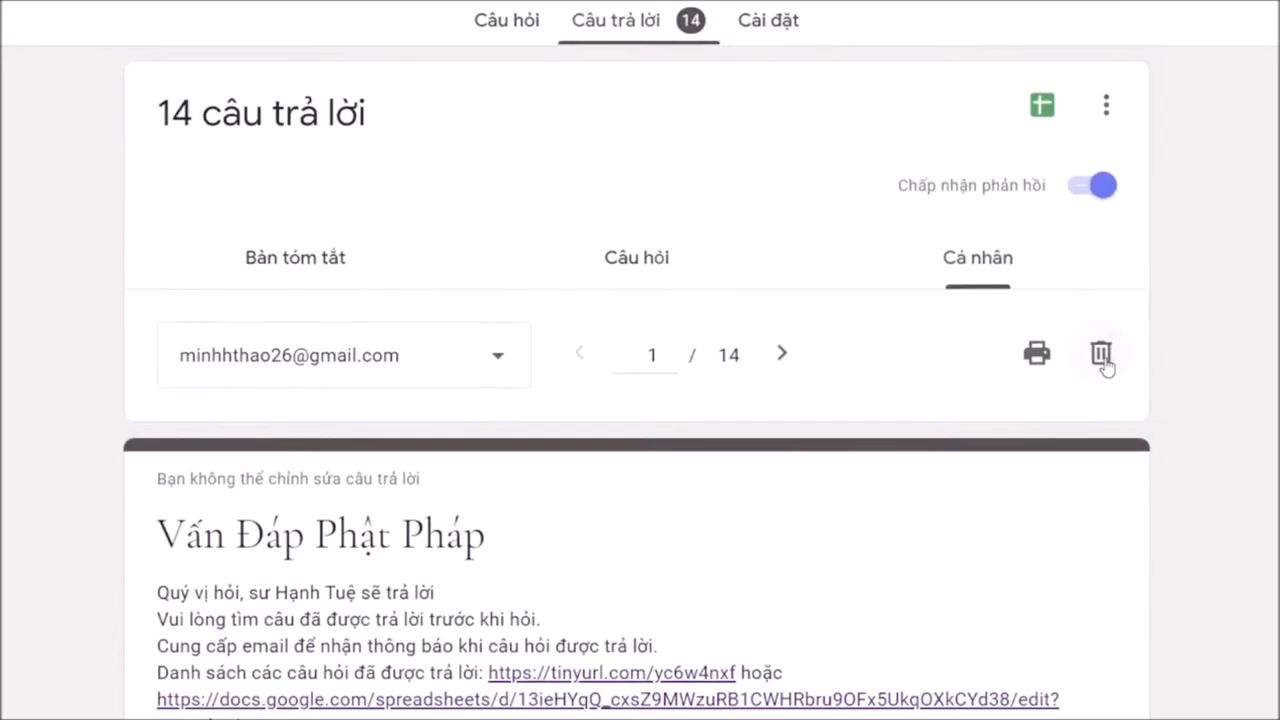 Câu hỏi Câu trả lời 14 Cài đặt
14 câu trả lời
Chấp nhận phản hồi
Bản tóm tắt Câu hỏi Cá nhân
minhhthao26@gmail.com 1 / 14
Bạn không thể chỉnh sửa câu trả lời
Vấn Đáp Phật Pháp
Quý vị hỏi, sư Hạnh Tuệ sẽ trả lời
Vui lòng tìm câu đã được trả lời trước khi hỏi.
Cung cấp email để nhận thông báo khi câu hỏi được trả lời.
Danh sách các câu hỏi đã được trả lời: https://tinyurl.com/yc6w4nxf hoặc
https://docs.google.com/spreadsheets/d/13ieHYqQ_cxsZ9MWzuRB1CWHRbru9OFx5UkqOXkCYd38/edit?